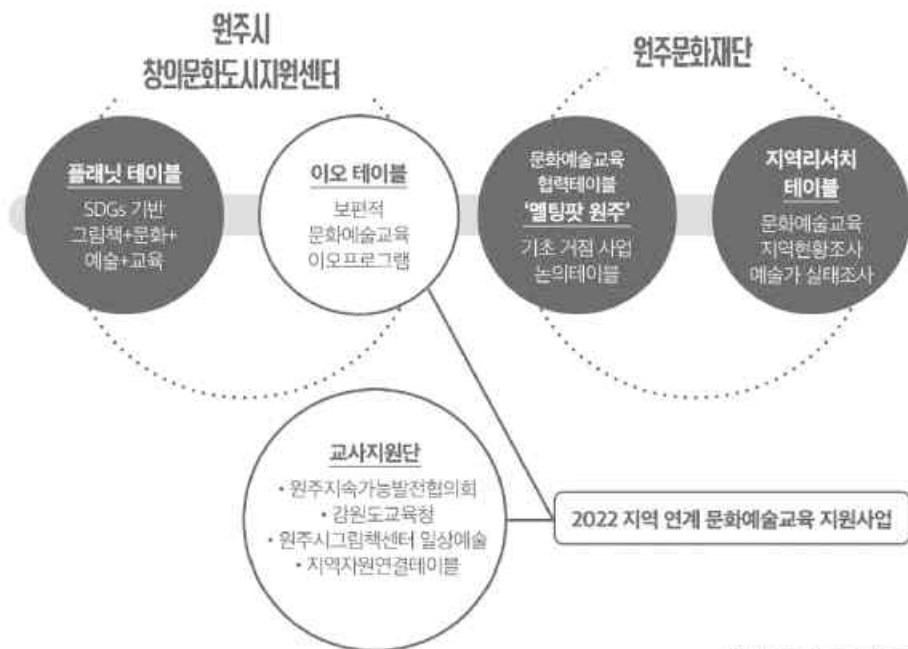 원주시
창의문화도시지원센터
원주문화재단
플래닛 테이블
SDGs 기반
그림책+문화+
예술+교육
이오 테이블
보편적
문화예술교육
이오프로그램
문화예술교육
협력테이블
‘멜팅팟 원주’
기초 거점 사업
논의테이블
지역리서치
테이블
문화예술교육
지역현황조사
예술가 실태조사
교사지원단
• 원주지속가능발전협의회
• 강원도교육청
• 원주시그림책센터 일상예술
• 지역자원연결테이블
2022 지역 연계 문화예술교육 지원사업